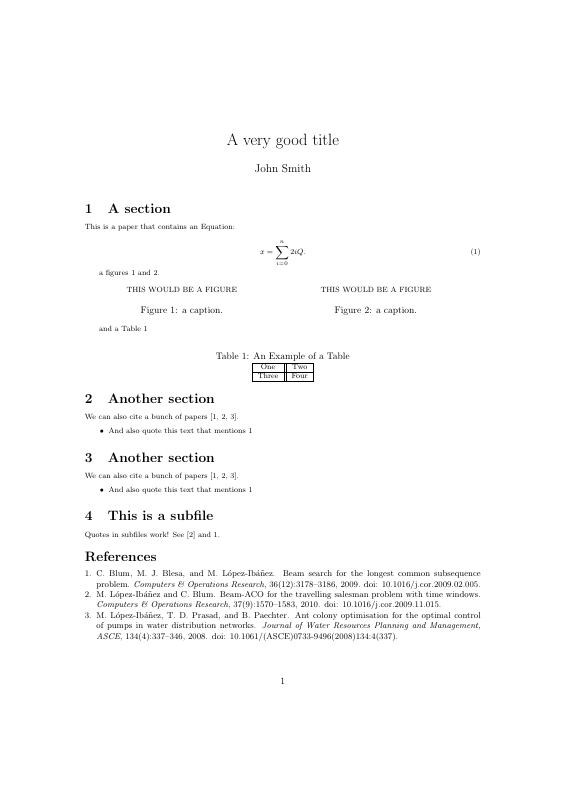 A very good title
John Smith
1 A section
This is a paper that contains an Equation:
x = ∑_{i=0}^{n} 2iQ. (1)
a figures 1 and 2.
THIS WOULD BE A FIGURE THIS WOULD BE A FIGURE
Figure 1: a caption. Figure 2: a caption.
and a Table 1
Table 1: An Example of a Table
One Two
Three Four
2 Another section
We can also cite a bunch of papers [1, 2, 3].
• And also quote this text that mentions 1
3 Another section
We can also cite a bunch of papers [1, 2, 3].
• And also quote this text that mentions 1
4 This is a subfile
Quotes in subfiles work! See [2] and 1.
References
1. C. Blum, M. J. Blesa, and M. López-Ibáñez. Beam search for the longest common subsequence
problem. Computers & Operations Research, 36(12):3178–3186, 2009. doi: 10.1016/j.cor.2009.02.005.
2. M. López-Ibáñez and C. Blum. Beam-ACO for the travelling salesman problem with time windows.
Computers & Operations Research, 37(9):1570–1583, 2010. doi: 10.1016/j.cor.2009.11.015.
3. M. López-Ibáñez, T. D. Prasad, and B. Paechter. Ant colony optimisation for the optimal control
of pumps in water distribution networks. Journal of Water Resources Planning and Management,
ASCE, 134(4):337–346, 2008. doi: 10.1061/(ASCE)0733-9496(2008)134:4(337).
1